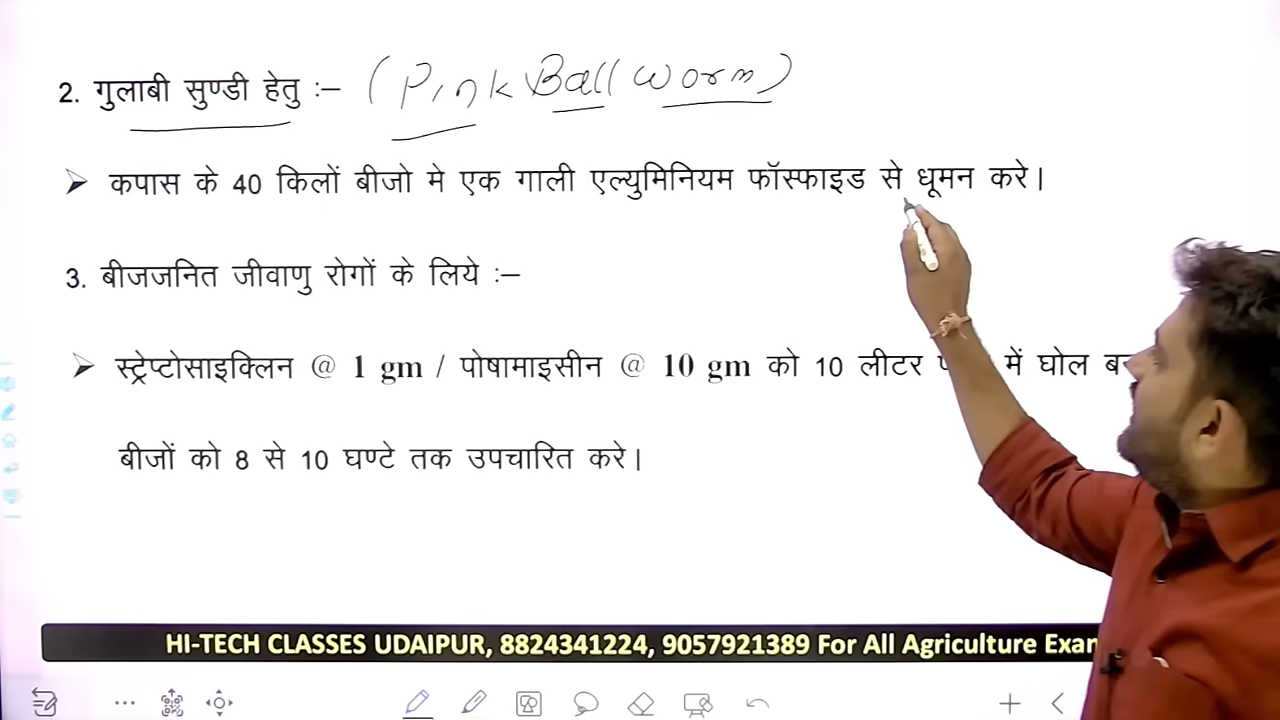 2. गुलाबी सुण्डी हेतु :– (Pink Ball worm)
➤ कपास के 40 किलों बीजो मे एक गाली एल्युमिनियम फॉस्फाइड से धूमन करे।
3. बीजजनित जीवाणु रोगों के लिये :–
➤ स्ट्रेप्टोसाइक्लिन @ 1 gm / पोषामाइसीन @ 10 gm को 10 लीटर में घोल
बीजों को 8 से 10 घण्टे तक उपचारित करे।
HI-TECH CLASSES UDAIPUR, 8824341224, 9057921389 For All Agriculture